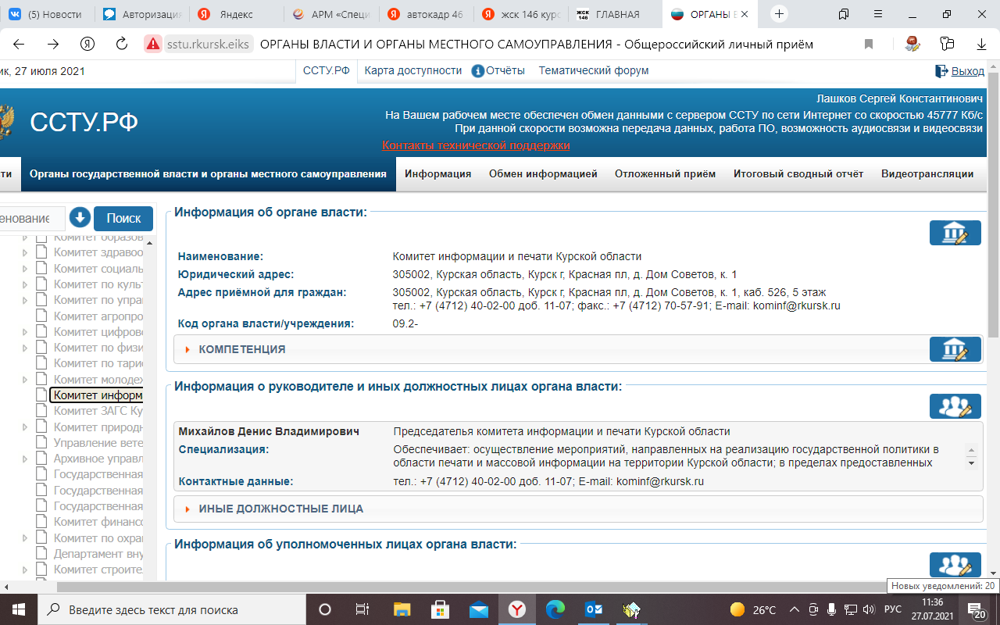 (5) Новости
Авторизация
Яндекс
АРМ «Специ
автокадр 46
жск 146 курс
ЖСК 146
ГЛАВНАЯ
ОРГАНЫ В
sstu.rkursk.eiks
ОРГАНЫ ВЛАСТИ И ОРГАНЫ МЕСТНОГО САМОУПРАВЛЕНИЯ - Общероссийский личный приём
ик, 27 июля 2021
ССТУ.РФ
Карта доступности
Отчёты
Тематический форум
Выход
ССТУ.РФ
Лашков Сергей Константинович
На Вашем рабочем месте обеспечен обмен данными с сервером ССТУ по сети Интернет со скоростью 45777 Кб/с
При данной скорости возможна передача данных, работа ПО, возможность аудиосвязи и видеосвязи
Контакты технической поддержки
ти
Органы государственной власти и органы местного самоуправления
Информация
Обмен информацией
Отложенный приём
Итоговый сводный отчёт
Видеотрансляции
енование
Поиск
Комитет образов
Комитет здравоо
Комитет социаль
Комитет по культ
Комитет по упра
Комитет агропро
Комитет цифрово
Комитет по физи
Комитет по тари
Комитет молодеж
Комитет информ
Комитет ЗАГС Ку
Комитет природн
Управление вете
Архивное управл
Государственная
Государственная
Государственная
Комитет финансо
Комитет по охран
Департамент вну
Комитет строите
Информация об органе власти:
Наименование:
Комитет информации и печати Курской области
Юридический адрес:
305002, Курская область, Курск г, Красная пл, д. Дом Советов, к. 1
Адрес приёмной для граждан:
305002, Курская область, Курск г, Красная пл, д. Дом Советов, к. 1, каб. 526, 5 этаж
тел.: +7 (4712) 40-02-00 доб. 11-07; факс.: +7 (4712) 70-57-91; E-mail: kominf@rkursk.ru
Код органа власти/учреждения:
09.2-
КОМПЕТЕНЦИЯ
Информация о руководителе и иных должностных лицах органа власти:
Михайлов Денис Владимирович
Председателья комитета информации и печати Курской области
Специализация:
Обеспечивает: осуществление мероприятий, направленных на реализацию государственной политики в
области печати и массовой информации на территории Курской области; в пределах предоставленных
Контактные данные:
тел.: +7 (4712) 40-02-00 доб. 11-07; E-mail: kominf@rkursk.ru
ИНЫЕ ДОЛЖНОСТНЫЕ ЛИЦА
Информация об уполномоченных лицах органа власти:
Новых уведомлений: 20
Введите здесь текст для поиска
26°C
РУС
11:36
27.07.2021
20